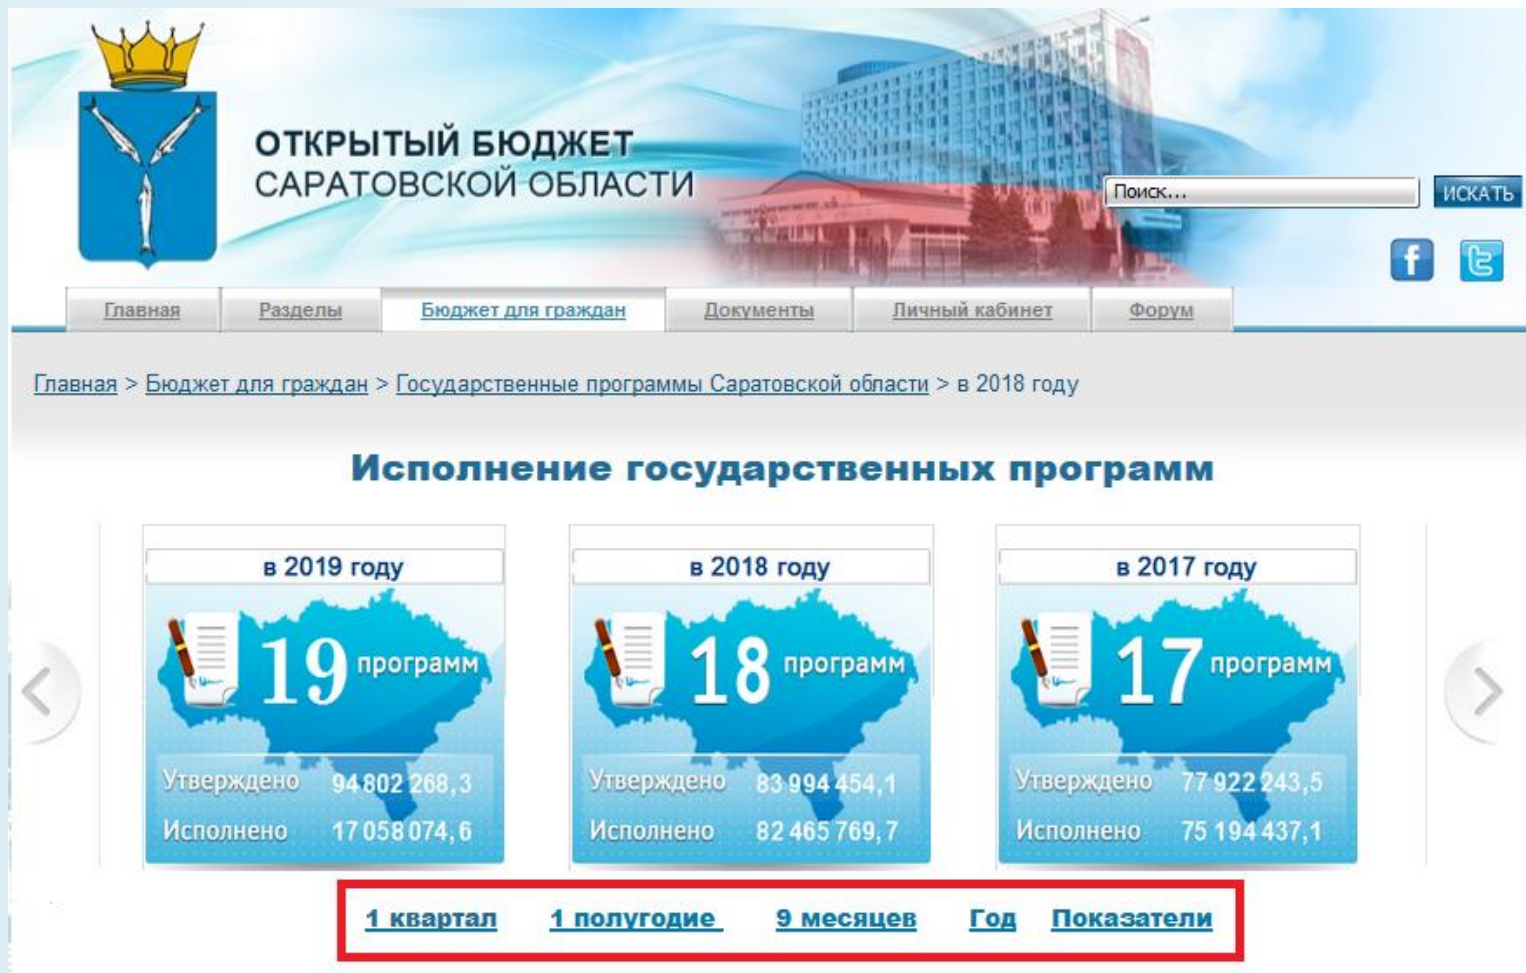 ОТКРЫТЫЙ БЮДЖЕТ
САРАТОВСКОЙ ОБЛАСТИ
Поиск...
ИСКАТЬ
Главная
Разделы
Бюджет для граждан
Документы
Личный кабинет
Форум
Главная > Бюджет для граждан > Государственные программы Саратовской области > в 2018 году
Исполнение государственных программ
в 2019 году
19 программ
Утверждено 94 802 268,3
Исполнено 17 058 074,6
в 2018 году
18 программ
Утверждено 83 994 454,1
Исполнено 82 465 769,7
в 2017 году
17 программ
Утверждено 77 922 243,5
Исполнено 75 194 437,1
1 квартал 1 полугодие 9 месяцев Год Показатели